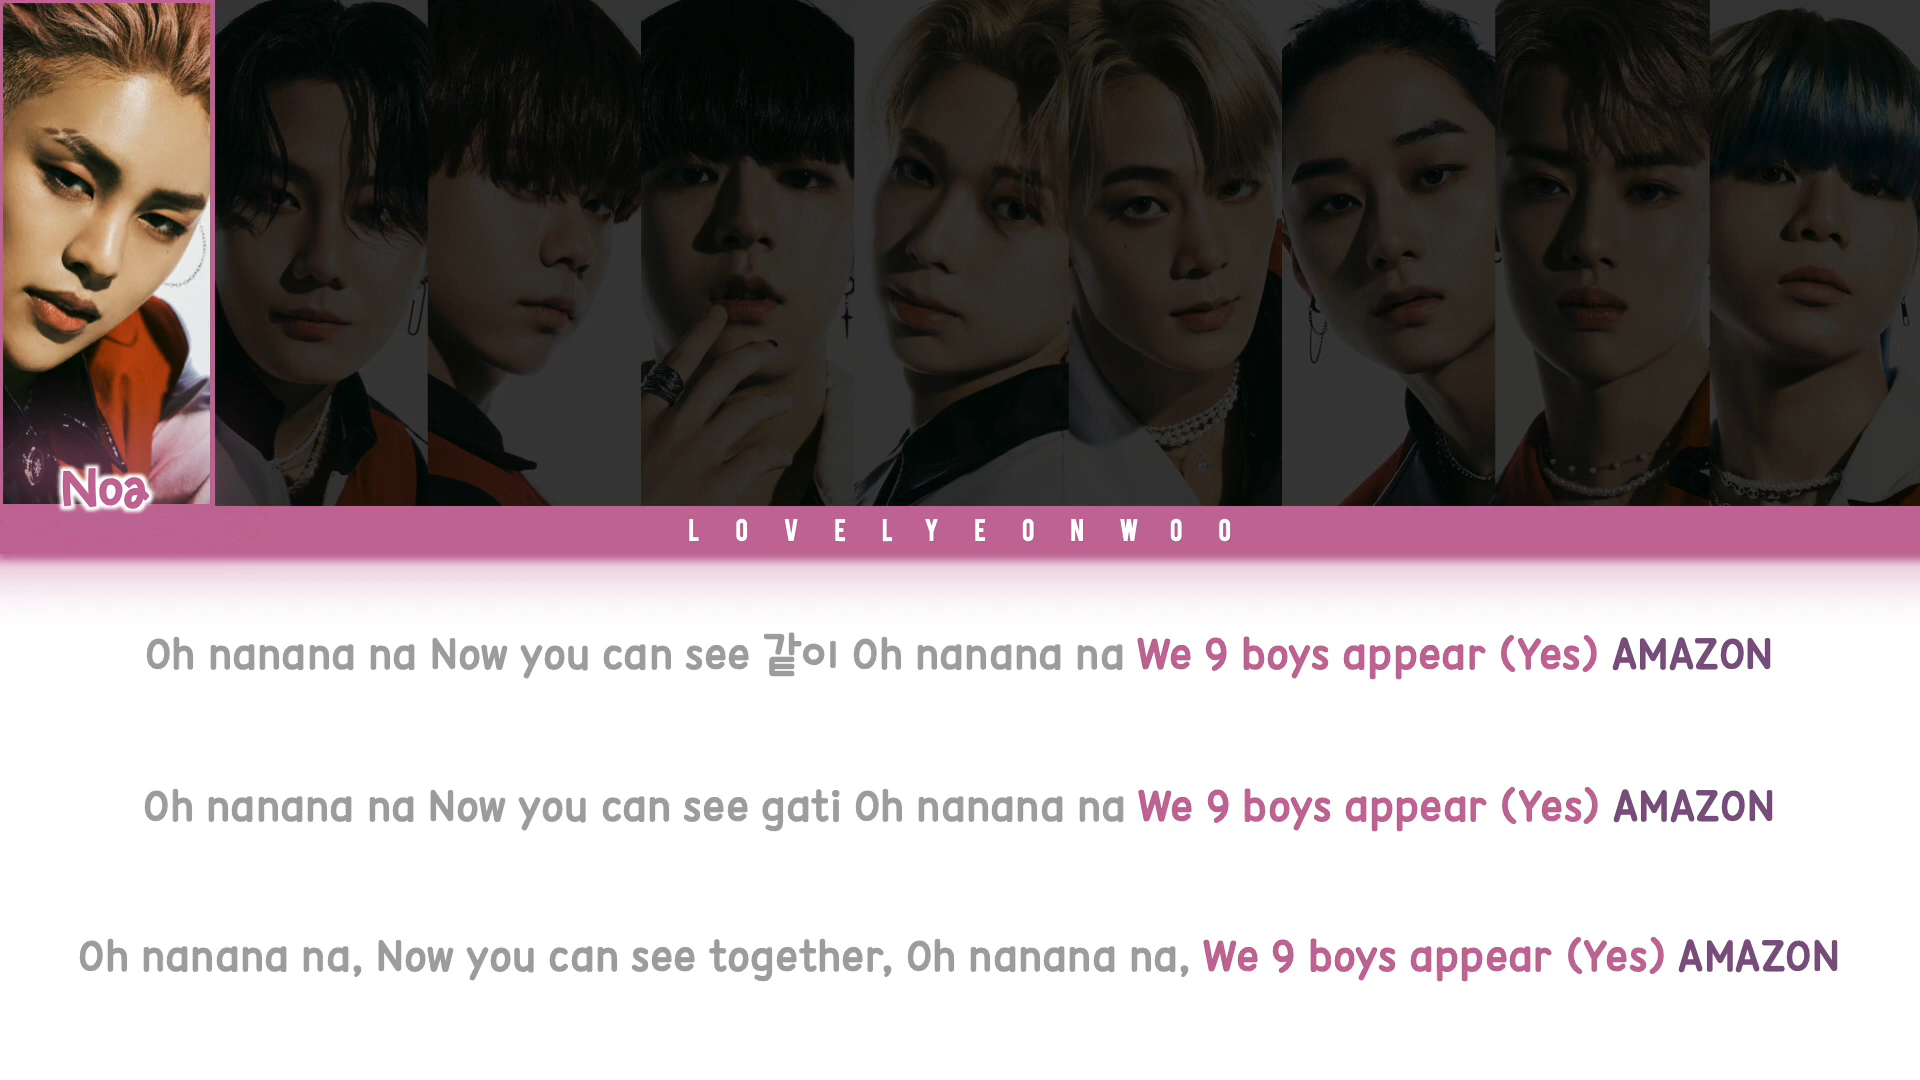 Noa
LOVELYEONWOO
Oh nanana na Now you can see 같이 Oh nanana na We 9 boys appear (Yes) AMAZON
Oh nanana na Now you can see gati Oh nanana na We 9 boys appear (Yes) AMAZON
Oh nanana na, Now you can see together, Oh nanana na, We 9 boys appear (Yes) AMAZON